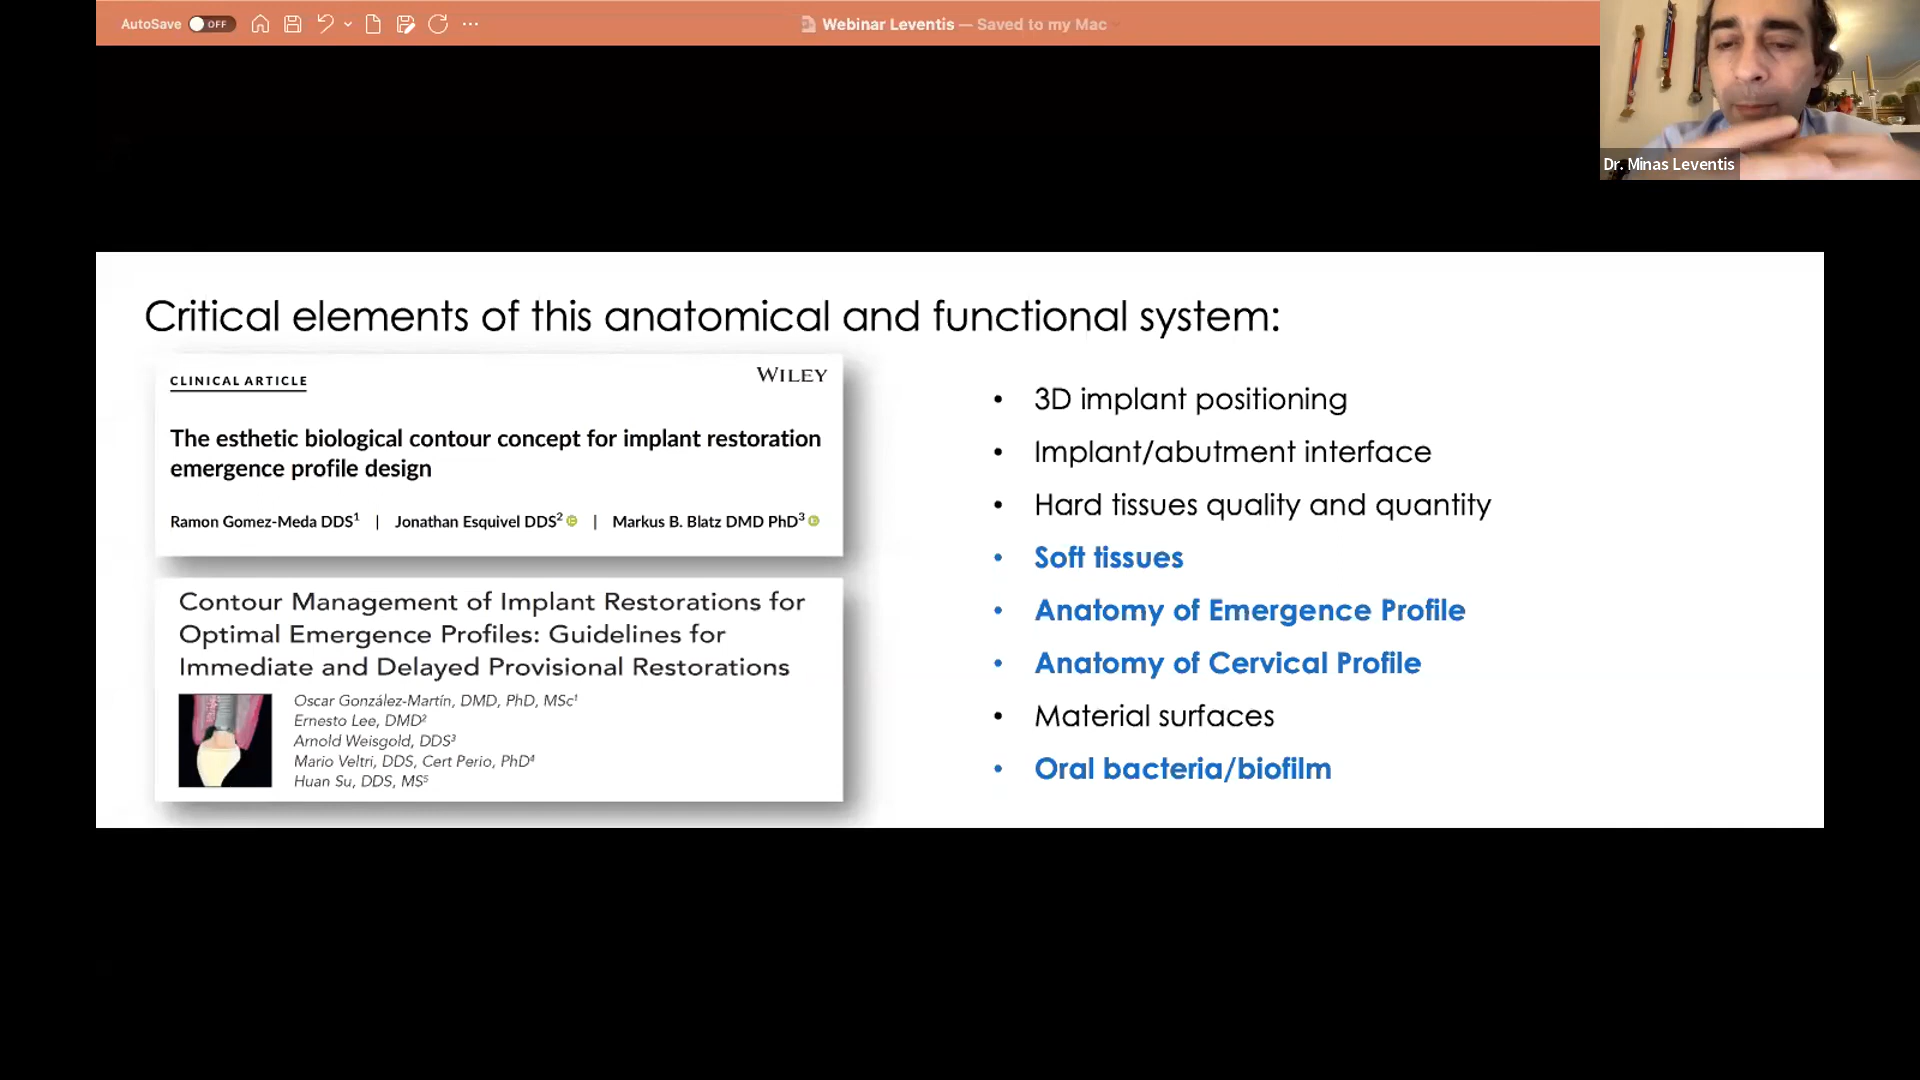 AutoSave OFF
Webinar Leventis — Saved to my Mac
Dr. Minas Leventis
Critical elements of this anatomical and functional system:
CLINICAL ARTICLE
WILEY
The esthetic biological contour concept for implant restoration
emergence profile design
Ramon Gomez-Meda DDS¹ | Jonathan Esquivel DDS² | Markus B. Blatz DMD PhD³
Contour Management of Implant Restorations for
Optimal Emergence Profiles: Guidelines for
Immediate and Delayed Provisional Restorations
Oscar González-Martín, DMD, PhD, MSc¹
Ernesto Lee, DMD²
Arnold Weisgold, DDS³
Mario Veltri, DDS, Cert Perio, PhD⁴
Huan Su, DDS, MS⁵
• 3D implant positioning
• Implant/abutment interface
• Hard tissues quality and quantity
• Soft tissues
• Anatomy of Emergence Profile
• Anatomy of Cervical Profile
• Material surfaces
• Oral bacteria/biofilm